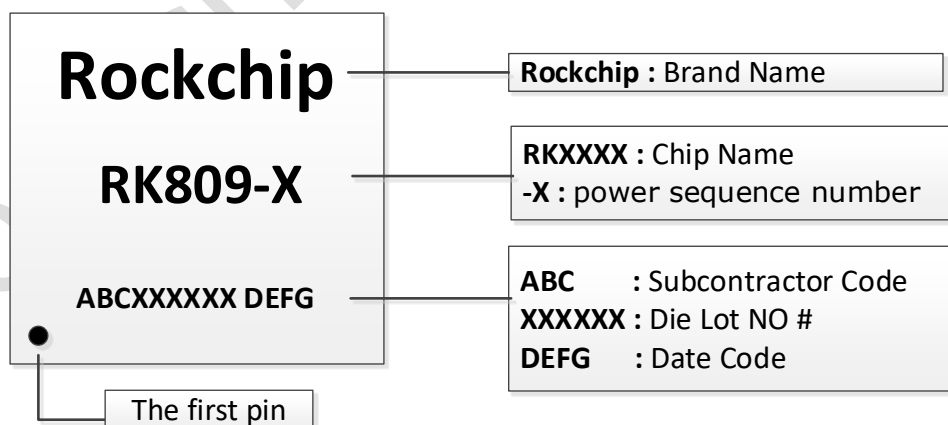 Rockchip
RK809-X
ABCXXXXXX DEFG
The first pin
Rockchip : Brand Name
RKXXXX : Chip Name
-X : power sequence number
ABC : Subcontractor Code
XXXXXX : Die Lot NO #
DEFG : Date Code